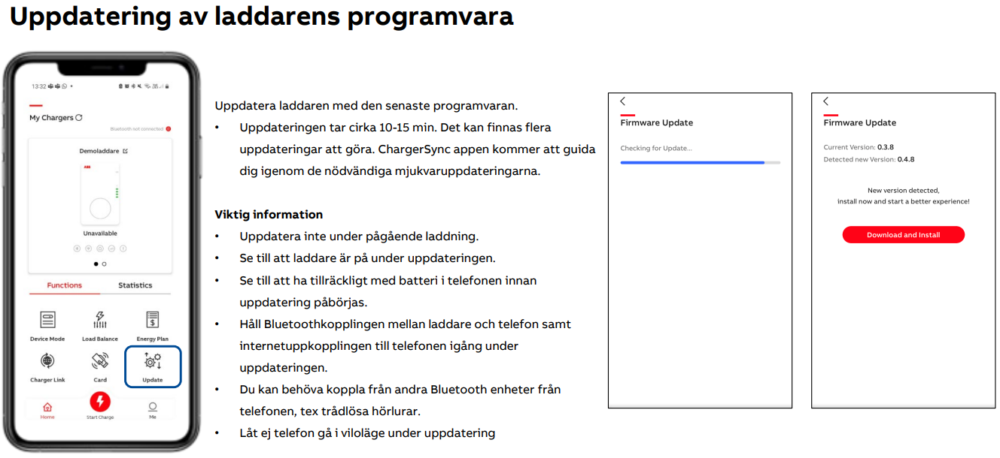 Uppdatering av laddarens programvara
13:32
My Chargers
Bluetooth not connected
Demoladdare
ABB
Unavailable
Functions
Statistics
Device Mode
Load Balance
Energy Plan
Charger Link
Card
Update
Home
Start Charge
Me
Uppdatera laddaren med den senaste programvaran.
• Uppdateringen tar cirka 10-15 min. Det kan finnas flera
uppdateringar att göra. ChargerSync appen kommer att guida
dig igenom de nödvändiga mjukvaruppdateringarna.
Viktig information
• Uppdatera inte under pågående laddning.
• Se till att laddare är på under uppdateringen.
• Se till att ha tillräckligt med batteri i telefonen innan
uppdatering påbörjas.
• Håll Bluetoothkopplingen mellan laddare och telefon samt
internetuppkopplingen till telefonen igång under
uppdateringen.
• Du kan behöva koppla från andra Bluetooth enheter från
telefonen, tex trådlösa hörlurar.
• Låt ej telefon gå i viloläge under uppdatering
Firmware Update
Checking for Update...
Firmware Update
Current Version: 0.3.8
Detected new Version: 0.4.8
New version detected,
install now and start a better experience!
Download and Install